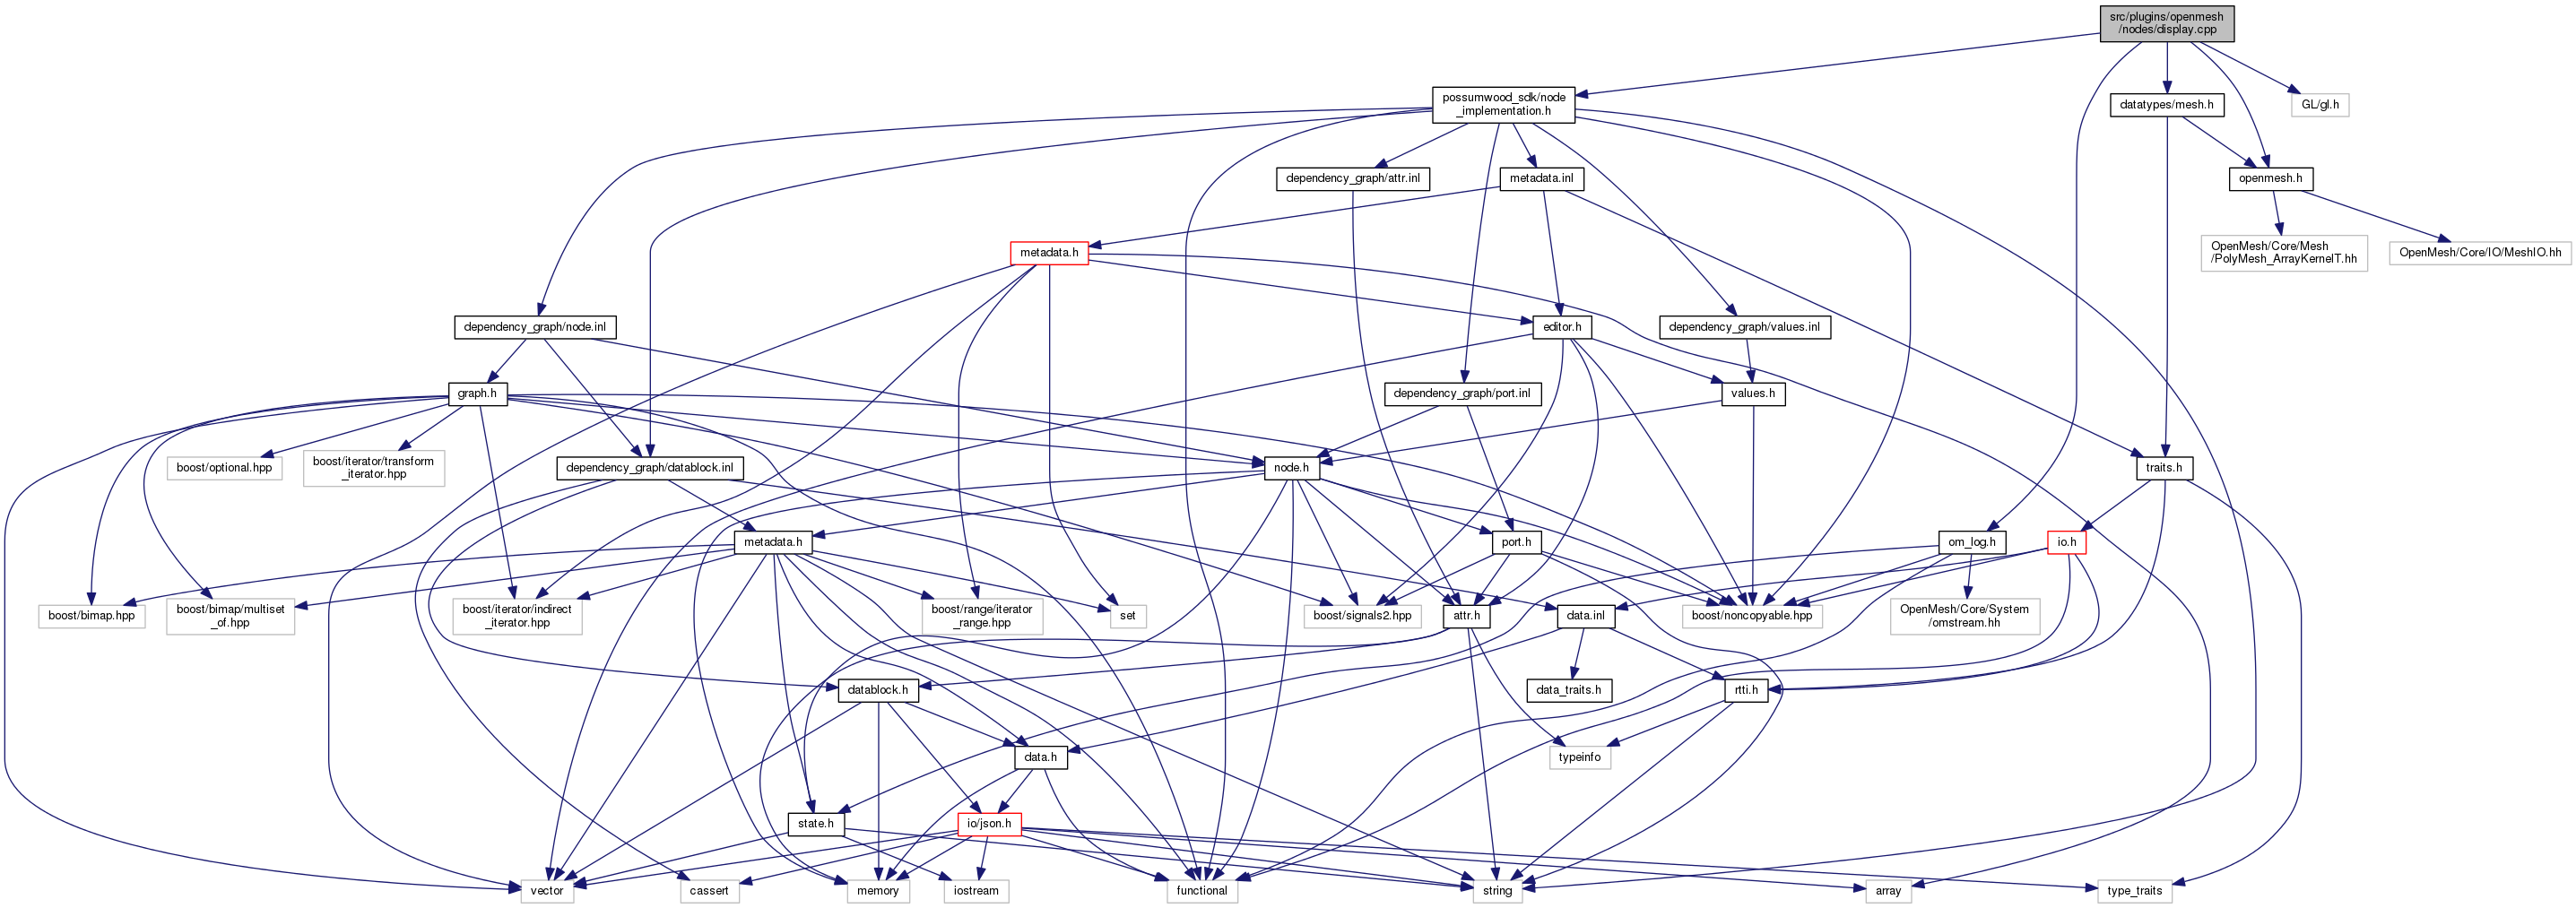 src/plugins/openmesh
/nodes/display.cpp
possumwood_sdk/node
_implementation.h
datatypes/mesh.h
GL/gl.h
dependency_graph/attr.inl
metadata.inl
openmesh.h
metadata.h
OpenMesh/Core/Mesh
/PolyMesh_ArrayKernelT.hh
OpenMesh/Core/IO/MeshIO.hh
dependency_graph/node.inl
editor.h
dependency_graph/values.inl
graph.h
dependency_graph/port.inl
values.h
boost/optional.hpp
boost/iterator/transform
_iterator.hpp
dependency_graph/datablock.inl
node.h
traits.h
metadata.h
port.h
om_log.h
io.h
boost/bimap.hpp
boost/bimap/multiset
_of.hpp
boost/iterator/indirect
_iterator.hpp
boost/range/iterator
_range.hpp
set
boost/signals2.hpp
attr.h
data.inl
boost/noncopyable.hpp
OpenMesh/Core/System
/omstream.hh
datablock.h
data_traits.h
rtti.h
data.h
typeinfo
state.h
io/json.h
vector
cassert
memory
iostream
functional
string
array
type_traits